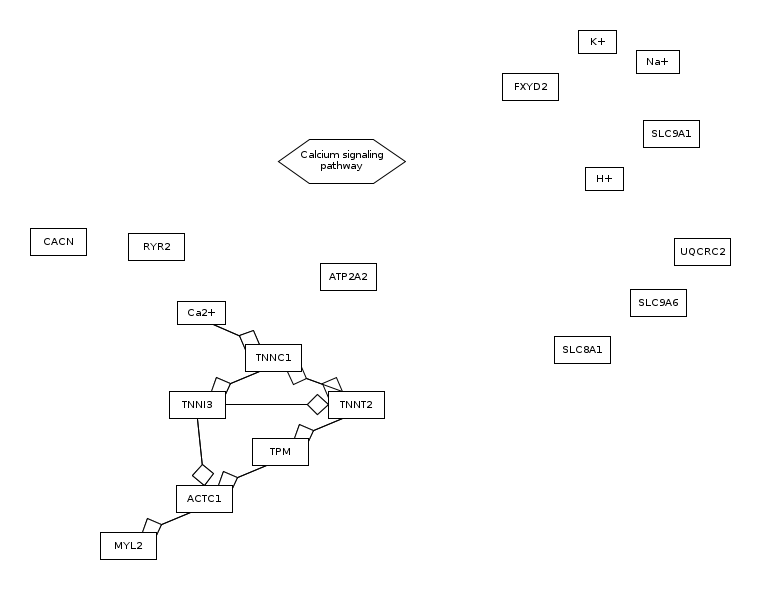 K+
Na+
FXYD2
SLC9A1
Calcium signaling
pathway
H+
CACN
RYR2
UQCRC2
ATP2A2
SLC9A6
Ca2+
SLC8A1
TNNC1
TNNI3
TNNT2
TPM
ACTC1
MYL2